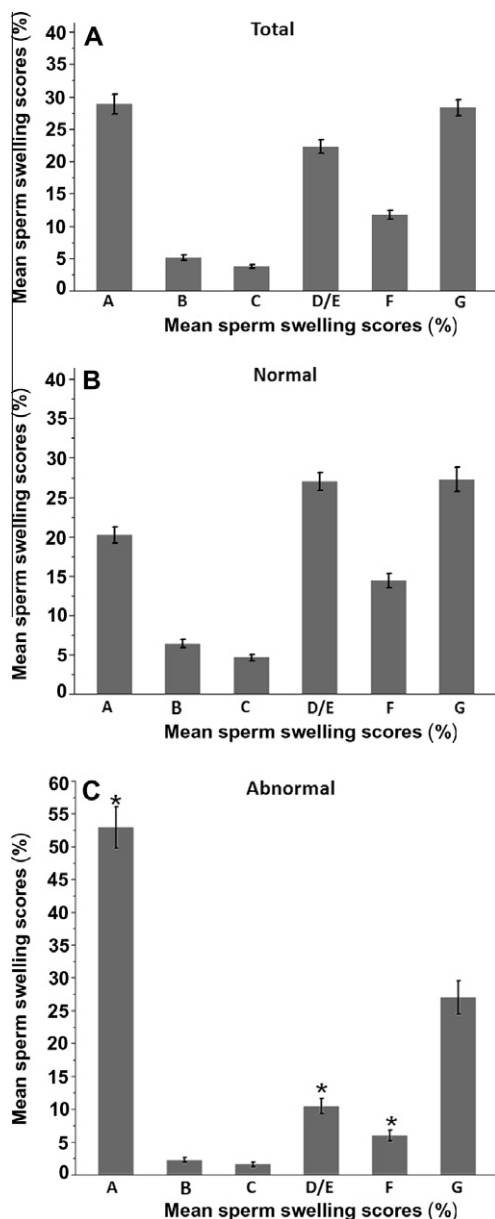 A
Total
Mean sperm swelling scores (%)
40
35
30
25
20
15
10
5
0
A B C D/E F G
Mean sperm swelling scores (%)
B
Normal
Mean sperm swelling scores (%)
40
35
30
25
20
15
10
5
0
A B C D/E F G
Mean sperm swelling scores (%)
C
Abnormal
Mean sperm swelling scores (%)
60
55
50
45
40
35
30
25
20
15
10
5
0
*
*
*
A B C D/E F G
Mean sperm swelling scores (%)